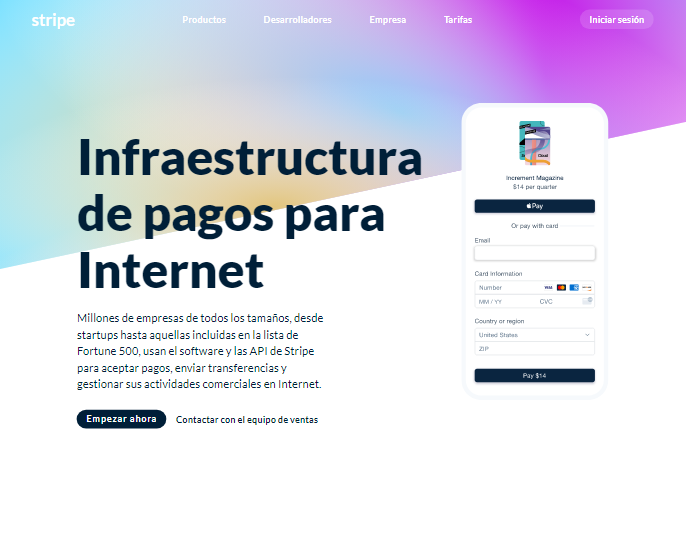 stripe
Productos
Desarrolladores
Empresa
Tarifas
Iniciar sesión
Infraestructura
de pagos para
Internet
Millones de empresas de todos los tamaños, desde
startups hasta aquellas incluidas en la lista de
Fortune 500, usan el software y las API de Stripe
para aceptar pagos, enviar transferencias y
gestionar sus actividades comerciales en Internet.
Empezar ahora
Contactar con el equipo de ventas
Cloud
Increment Magazine
$14 per quarter
Pay
Or pay with card
Email
Card Information
Number
VISA
MM / YY
CVC
Country or region
United States
ZIP
Pay $14